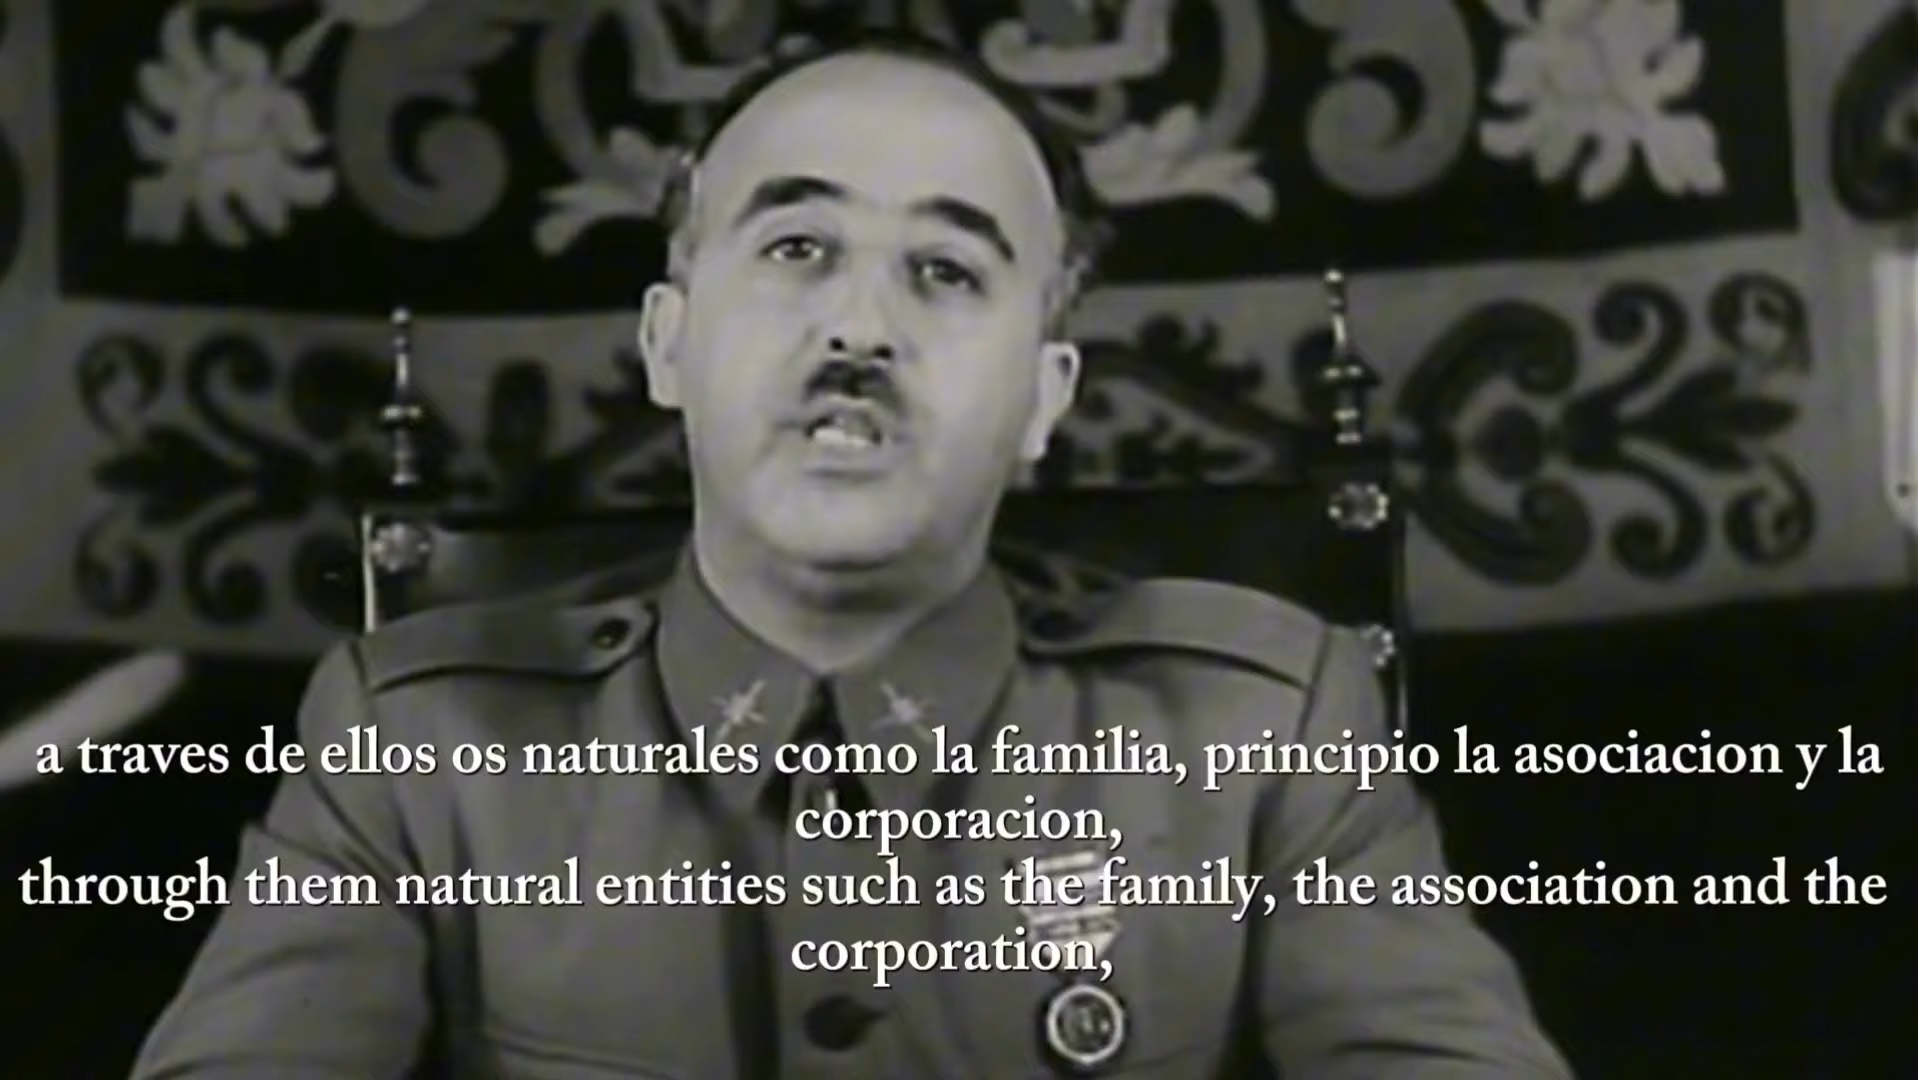 a traves de ellos os naturales como la familia, principio la asociacion y la
corporacion,
through them natural entities such as the family, the association and the
corporation,